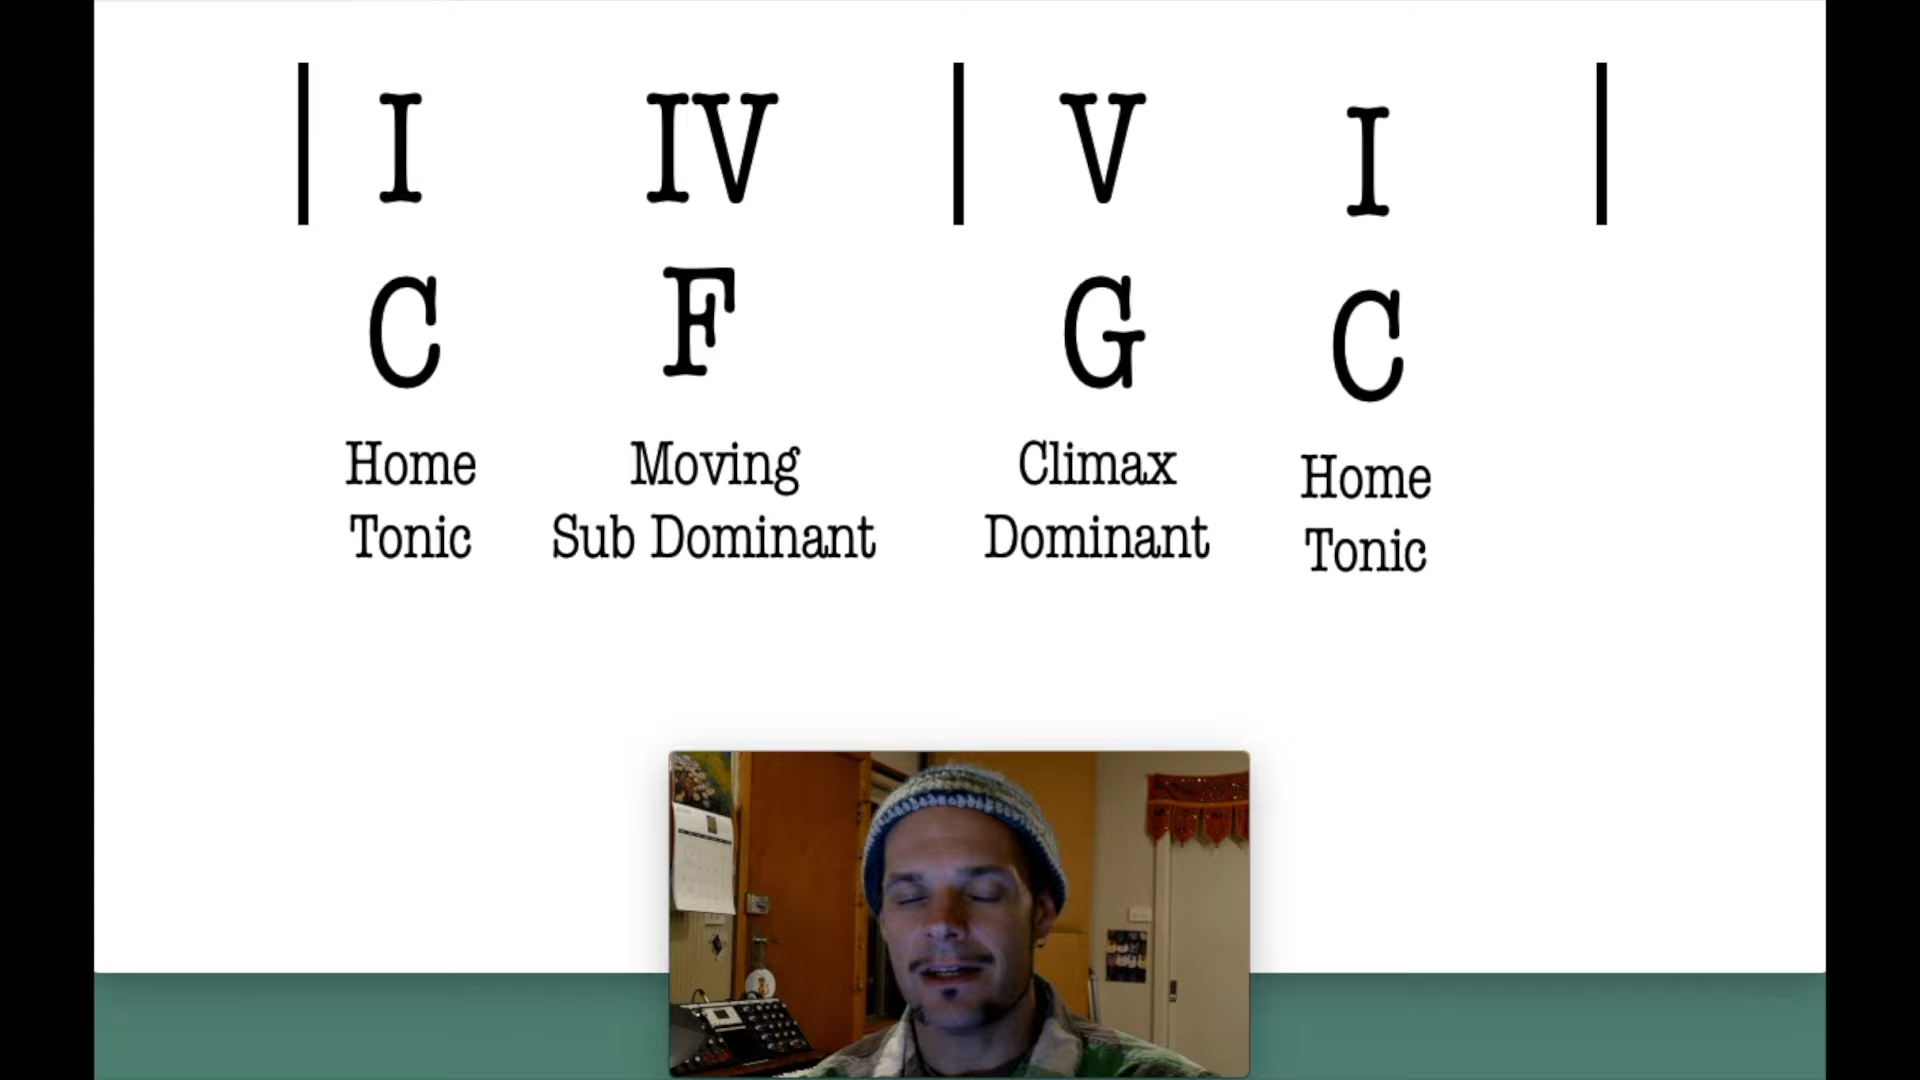 I IV V I
C F G C
Home Moving Climax Home
Tonic Sub Dominant Dominant Tonic